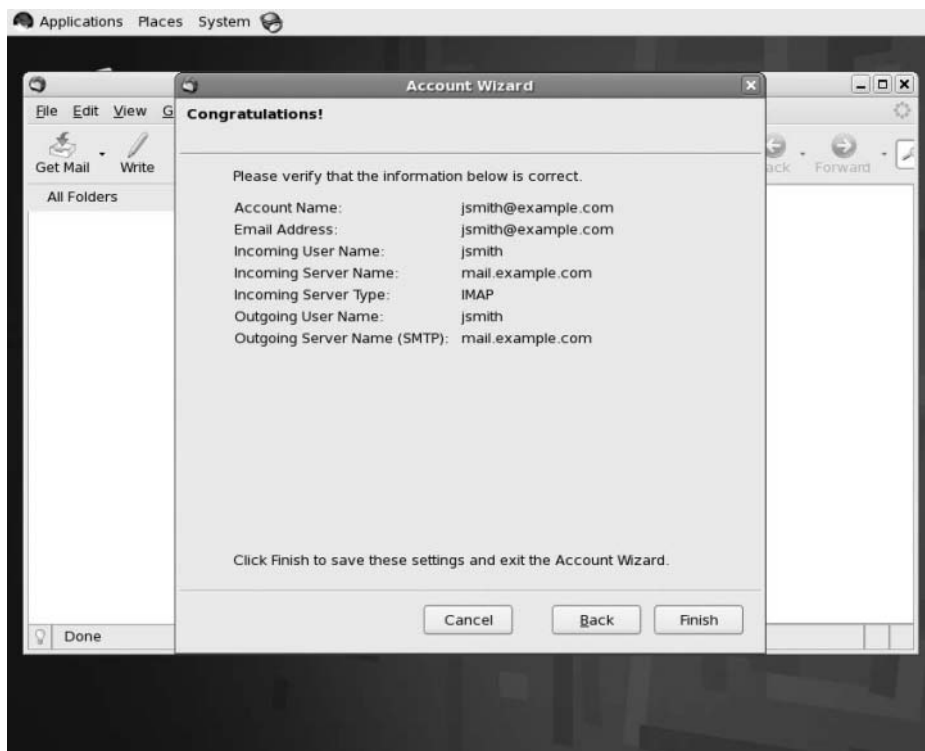 Applications Places System
Account Wizard
File Edit View G
Congratulations!
Get Mail Write
ack Forward
All Folders
Please verify that the information below is correct.
Account Name: jsmith@example.com
Email Address: jsmith@example.com
Incoming User Name: jsmith
Incoming Server Name: mail.example.com
Incoming Server Type: IMAP
Outgoing User Name: jsmith
Outgoing Server Name (SMTP): mail.example.com
Click Finish to save these settings and exit the Account Wizard.
Cancel Back Finish
Done